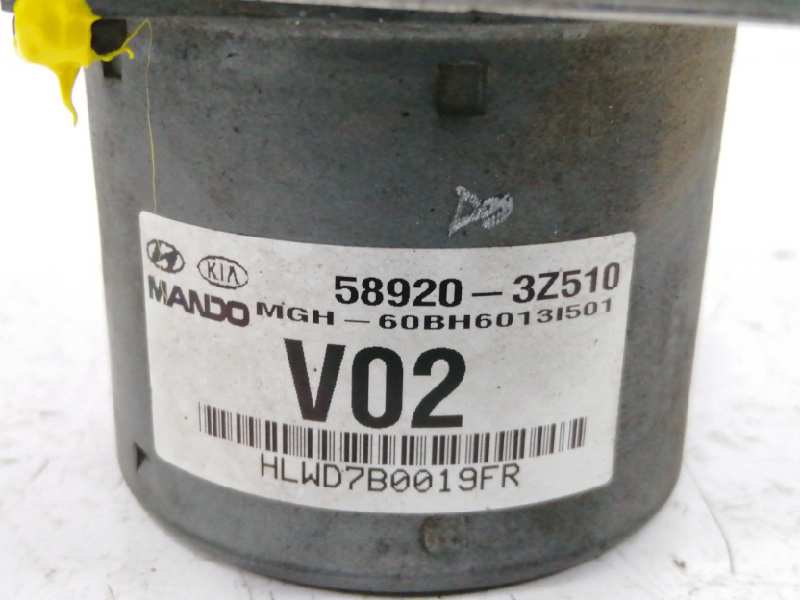 KIA 58920-3Z510
MANDO MGH-60BH6013I501
V02
HLWD7B0019FR